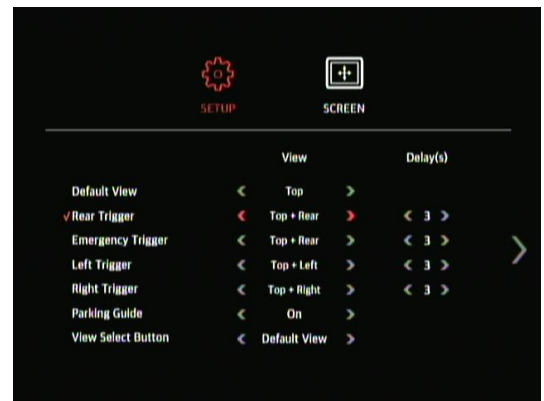 SETUP SCREEN
View Delay(s)
Default View < Top >
√Rear Trigger < Top + Rear > < 3 >
Emergency Trigger < Top + Rear > < 3 >
Left Trigger < Top + Left > < 3 >
Right Trigger < Top + Right > < 3 >
Parking Guide < On >
View Select Button < Default View >